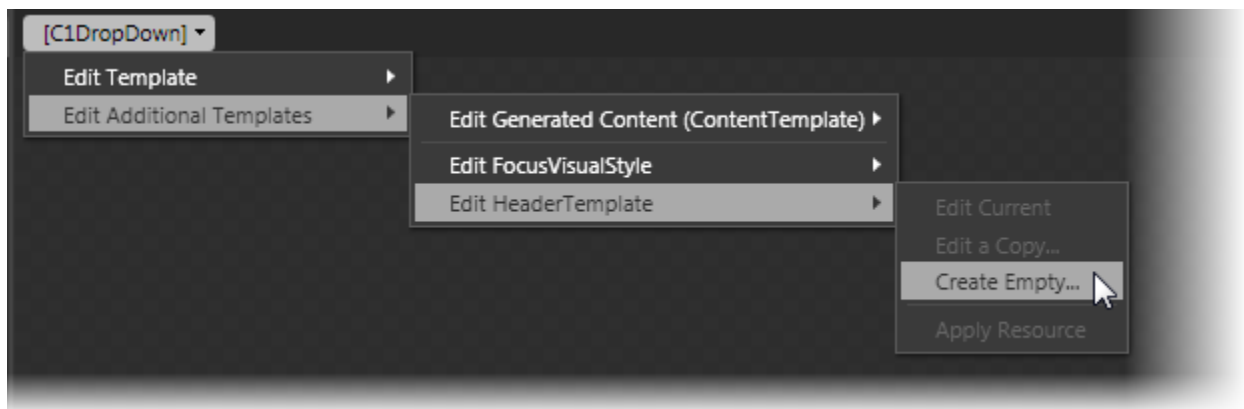 [C1DropDown]
Edit Template
Edit Additional Templates
Edit Generated Content (ContentTemplate)
Edit FocusVisualStyle
Edit HeaderTemplate
Edit Current
Edit a Copy...
Create Empty...
Apply Resource